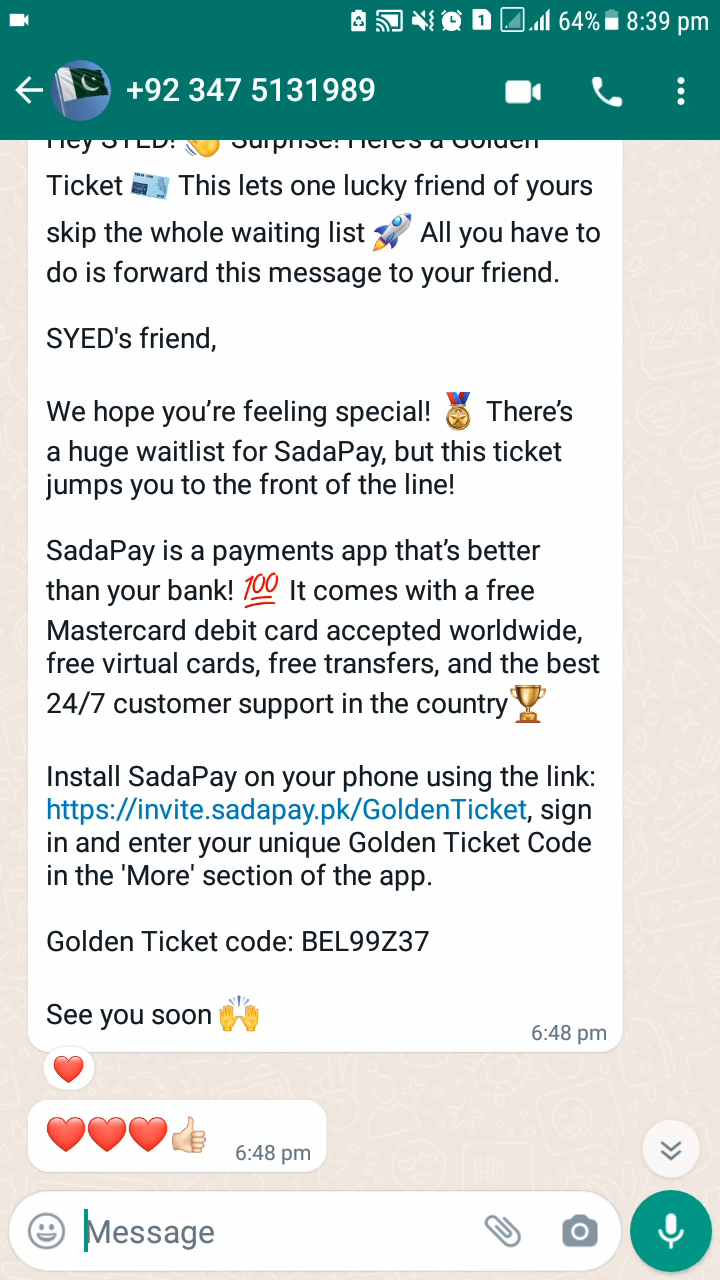 64% 8:39 pm
+92 347 5131989
Hey SYED! 👋 Surprise! Here's a Golden
Ticket 🎫 This lets one lucky friend of yours
skip the whole waiting list 🚀 All you have to
do is forward this message to your friend.
SYED's friend,
We hope you’re feeling special! 🏅 There’s
a huge waitlist for SadaPay, but this ticket
jumps you to the front of the line!
SadaPay is a payments app that’s better
than your bank! 💯 It comes with a free
Mastercard debit card accepted worldwide,
free virtual cards, free transfers, and the best
24/7 customer support in the country🏆
Install SadaPay on your phone using the link:
https://invite.sadapay.pk/GoldenTicket, sign
in and enter your unique Golden Ticket Code
in the 'More' section of the app.
Golden Ticket code: BEL99Z37
See you soon 🙌
6:48 pm
❤️
❤️❤️❤️👍🏻 6:48 pm
Message